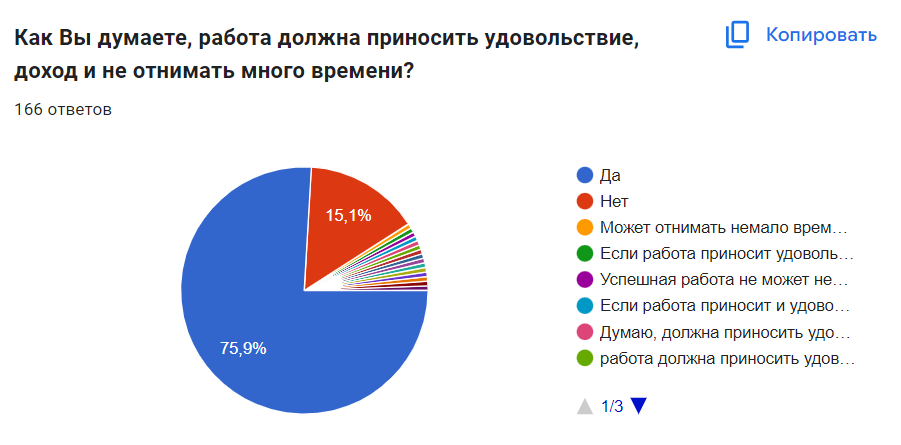 Как Вы думаете, работа должна приносить удовольствие,
доход и не отнимать много времени?
Копировать
166 ответов
15,1%
75,9%
Да
Нет
Может отнимать немало врем…
Если работа приносит удоволь…
Успешная работа не может не…
Если работа приносит и удово…
Думаю, должна приносить удо…
работа должна приносить удов…
1/3